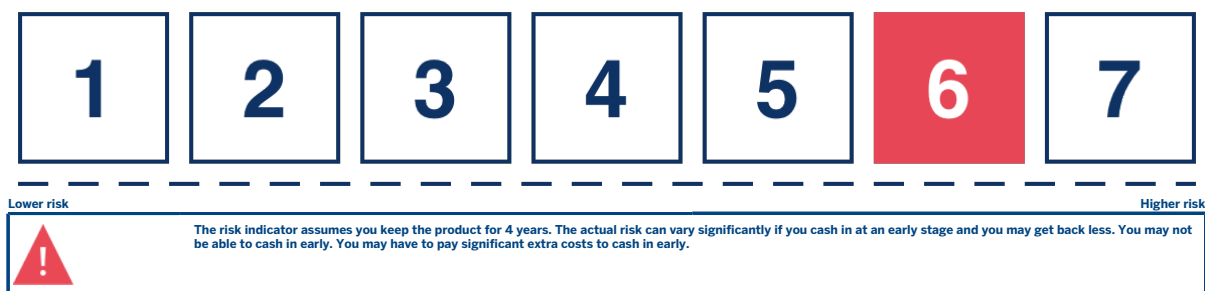 1 2 3 4 5 6 7
Lower risk Higher risk
! The risk indicator assumes you keep the product for 4 years. The actual risk can vary significantly if you cash in at an early stage and you may get back less. You may not
be able to cash in early. You may have to pay significant extra costs to cash in early.